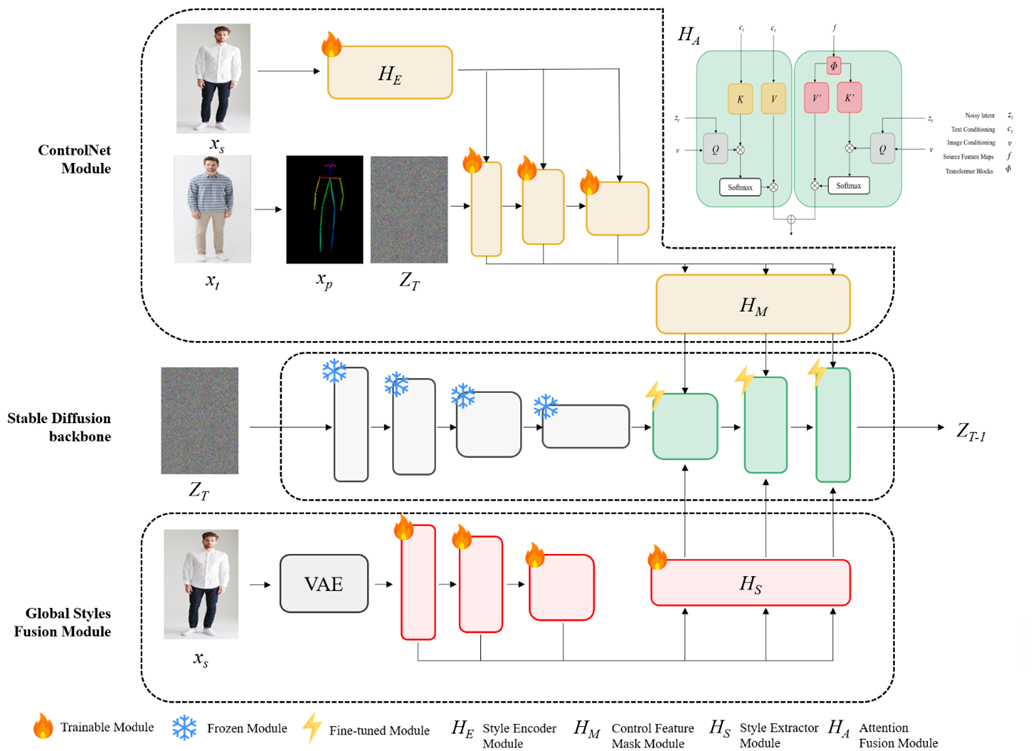 ControlNet
Module
x_s
H_E
x_t
x_p
Z_T
H_M
H_A
c_t
c_t
f
Φ
K
V
V'
K'
z_t
v
Q
Softmax
Softmax
Q
z_t
v
Noisy latent z_t
Text Conditioning c_t
Image Conditioning v
Source Feature Maps f
Transformer Blocks Φ
Stable Diffusion
backbone
Z_T
Z_T-1
Global Styles
Fusion Module
x_s
VAE
H_S
Trainable Module
Frozen Module
Fine-tuned Module
H_E Style Encoder
Module
H_M Control Feature
Mask Module
H_S Style Extractor
Module
H_A Attention
Fusion Module